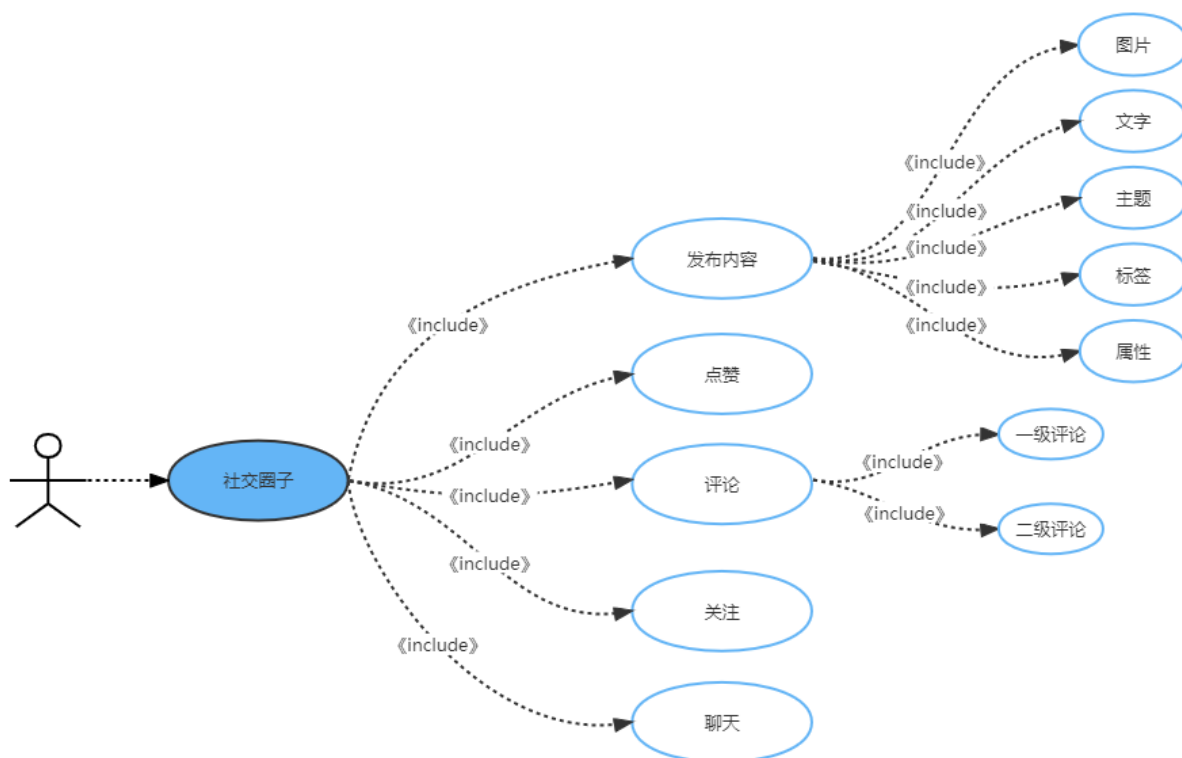 图片
文字
《include》
主题
《include》
《include》
发布内容
标签
《include》
《include》
属性
《include》
点赞
一级评论
《include》
《include》
社交圈子
评论
《include》
《include》
二级评论
《include》
关注
《include》
聊天